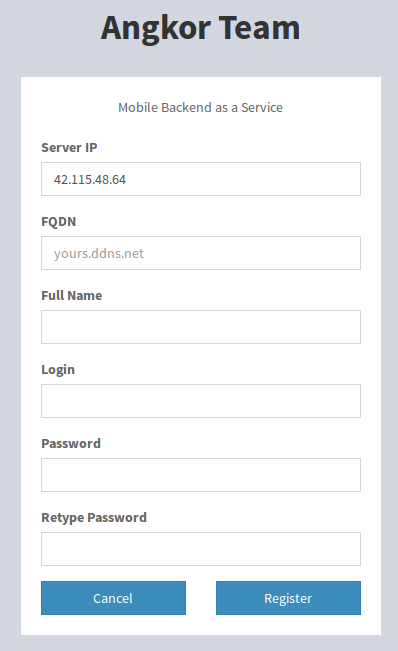 Angkor Team
Mobile Backend as a Service
Server IP
42.115.48.64
FQDN
yours.ddns.net
Full Name
Login
Password
Retype Password
Cancel Register